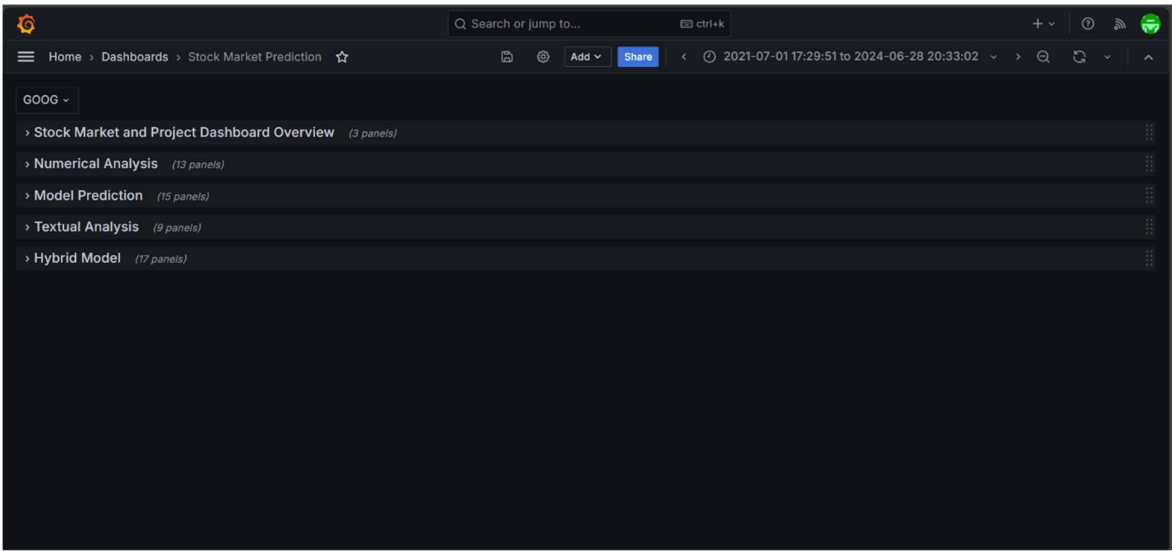 Search or jump to... ctrl+k
Home › Dashboards › Stock Market Prediction Add Share 2021-07-01 17:29:51 to 2024-06-28 20:33:02
GOOG
Stock Market and Project Dashboard Overview (3 panels)
Numerical Analysis (13 panels)
Model Prediction (15 panels)
Textual Analysis (9 panels)
Hybrid Model (17 panels)